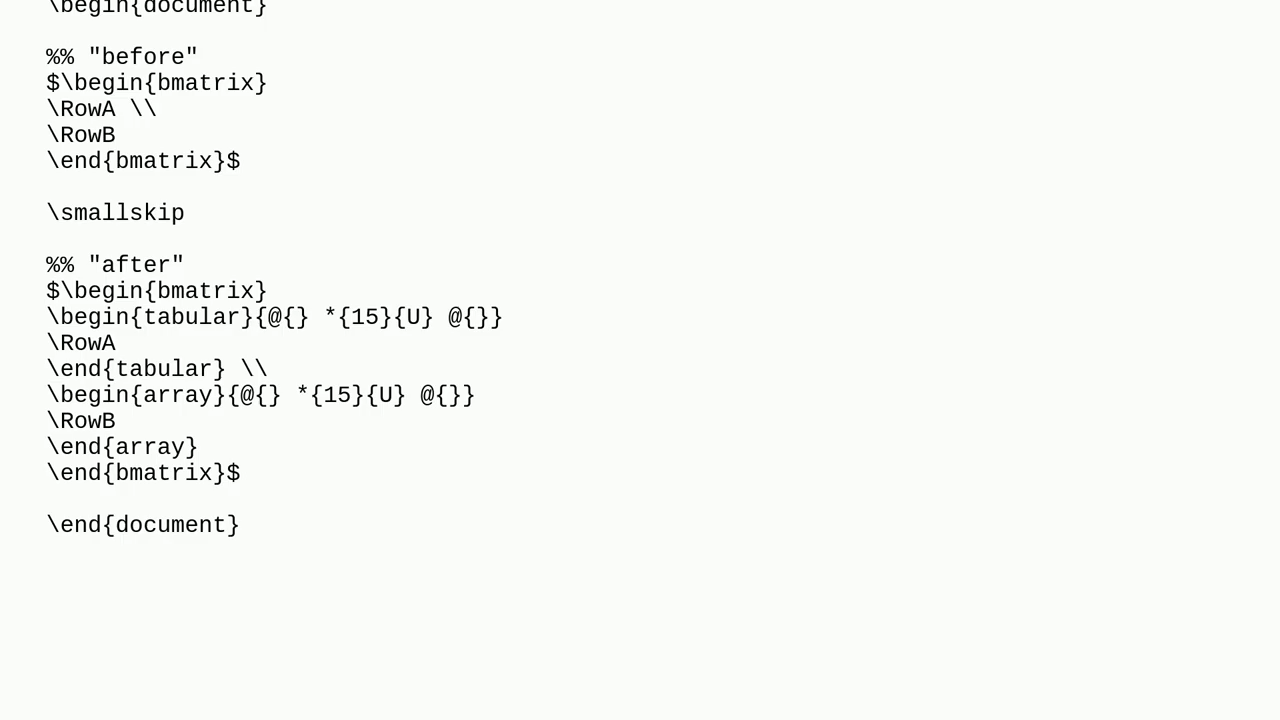 \begin{document}
%% "before"
$\begin{bmatrix}
\RowA \\
\RowB
\end{bmatrix}$
\smallskip
%% "after"
$\begin{bmatrix}
\begin{tabular}{@{} *{15}{U} @{}}
\RowA
\end{tabular} \\
\begin{array}{@{} *{15}{U} @{}}
\RowB
\end{array}
\end{bmatrix}$
\end{document}